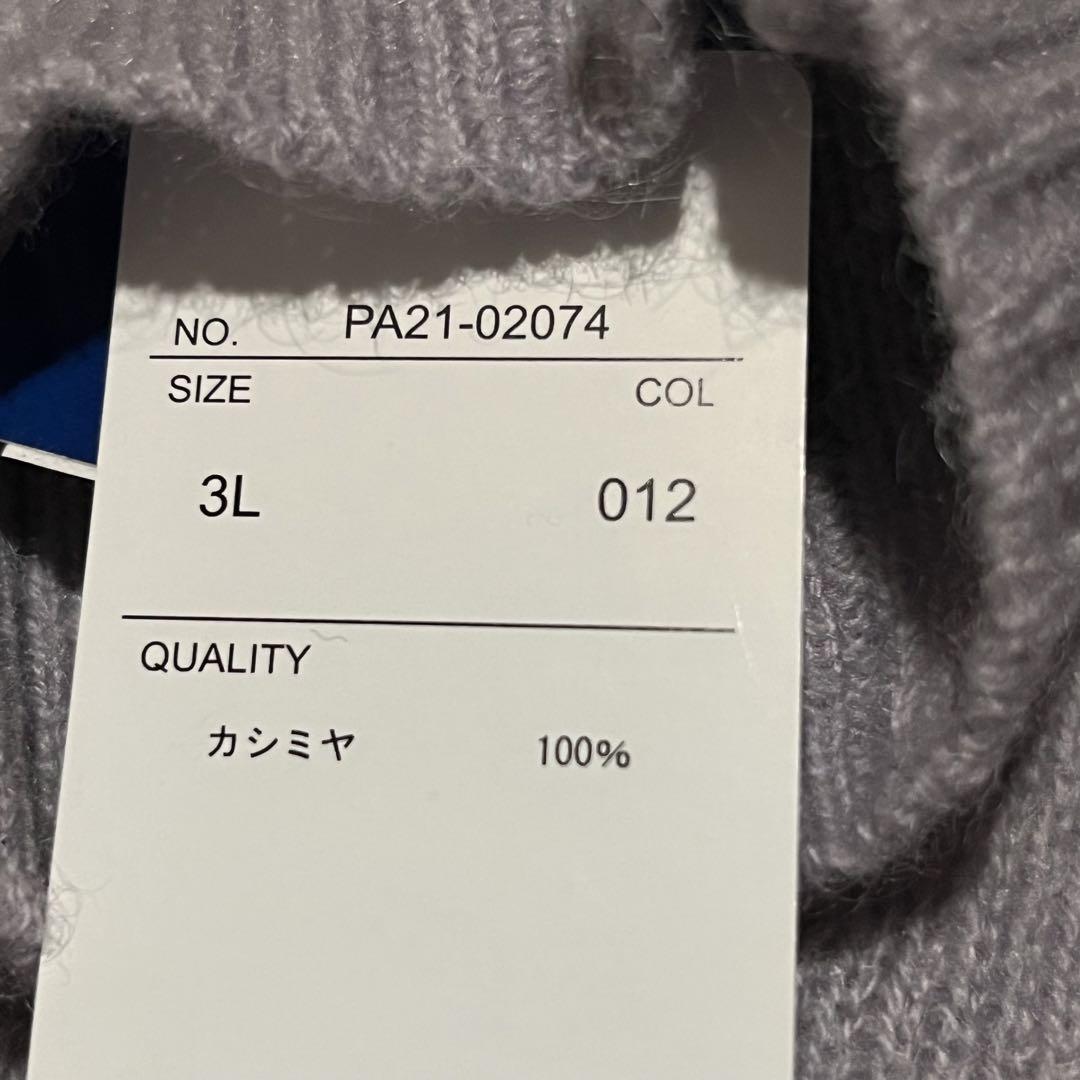 NO. PA21-02074
SIZE COL
3L 012
QUALITY
カシミヤ 100%